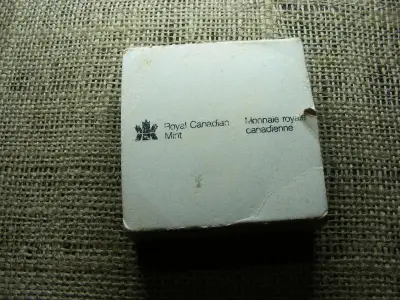 Royal Canadian
Mint
Monnaie royale
canadienne